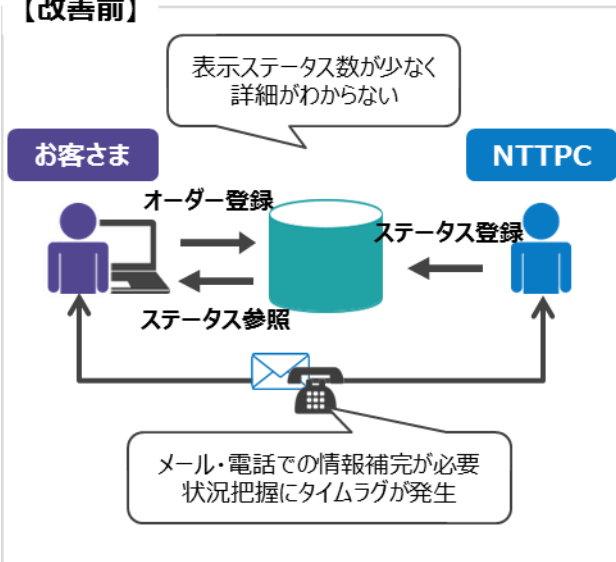 【改善前】
表示ステータス数が少なく
詳細がわからない
お客さま
NTTPC
オーダー登録
ステータス登録
ステータス参照
メール・電話での情報補完が必要
状況把握にタイムラグが発生